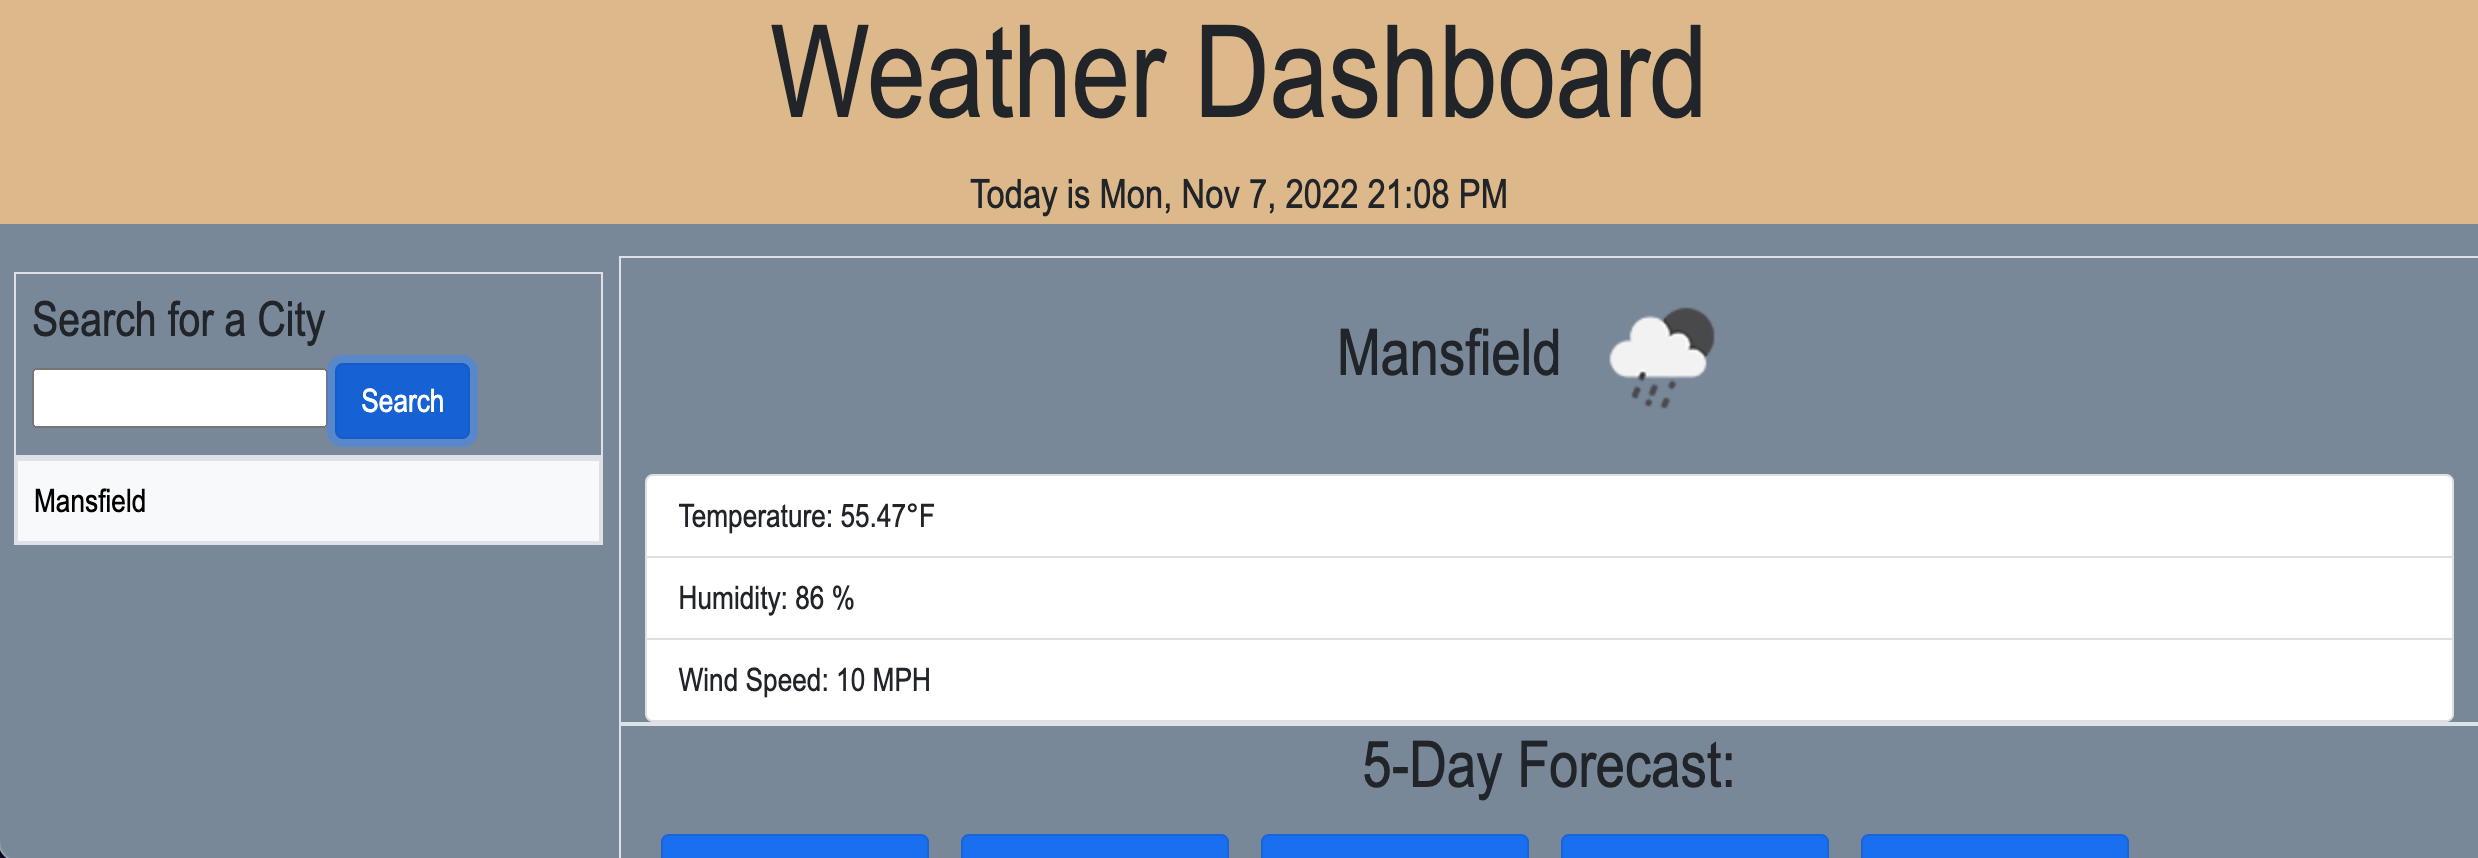 Weather Dashboard
Today is Mon, Nov 7, 2022 21:08 PM
Search for a City
Search
Mansfield
Mansfield
Temperature: 55.47°F
Humidity: 86 %
Wind Speed: 10 MPH
5-Day Forecast: